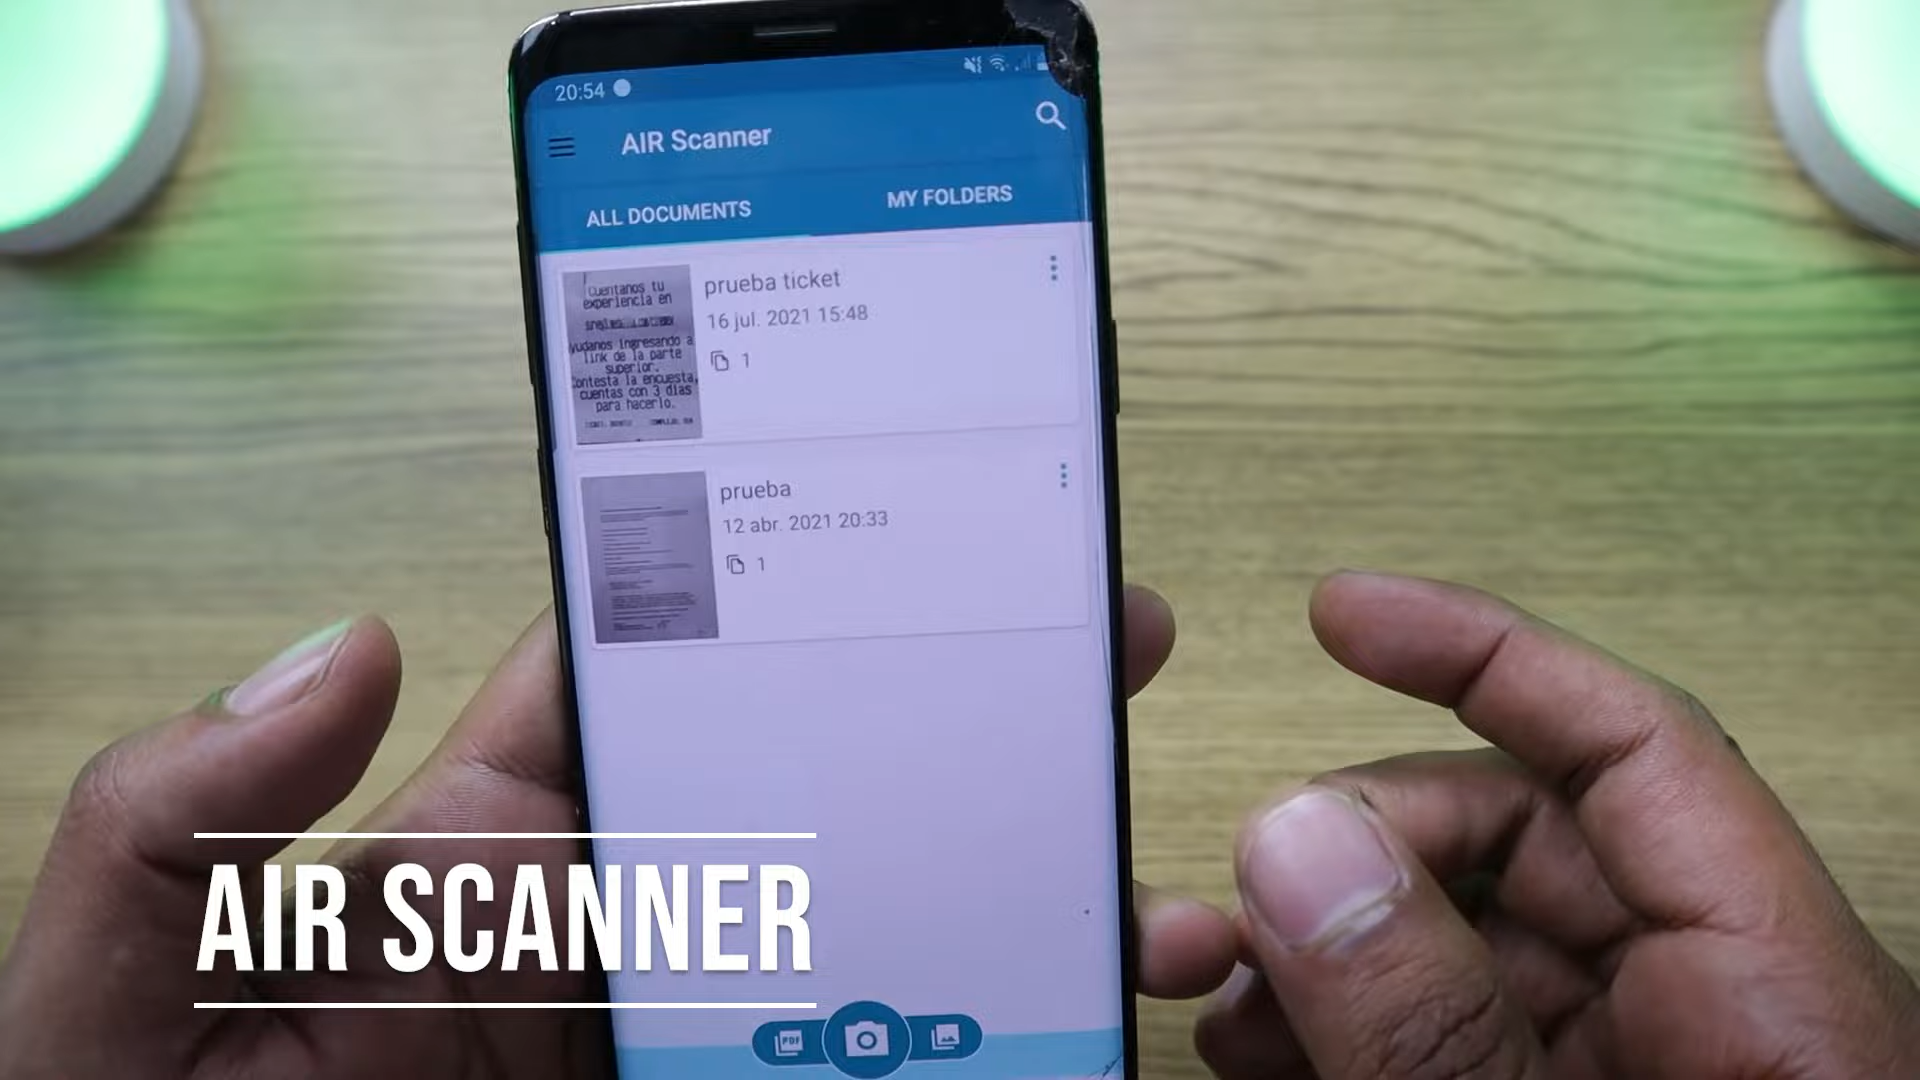 20:54
AIR Scanner
ALL DOCUMENTS
MY FOLDERS
Cuentanos tu
experiencia en
yudanos ingresando a
link de la parte
superior.
Contesta la encuesta,
cuentas con 3 dias
para hacerlo.
prueba ticket
16 jul. 2021 15:48
1
prueba
12 abr. 2021 20:33
1
AIR SCANNER
PDF